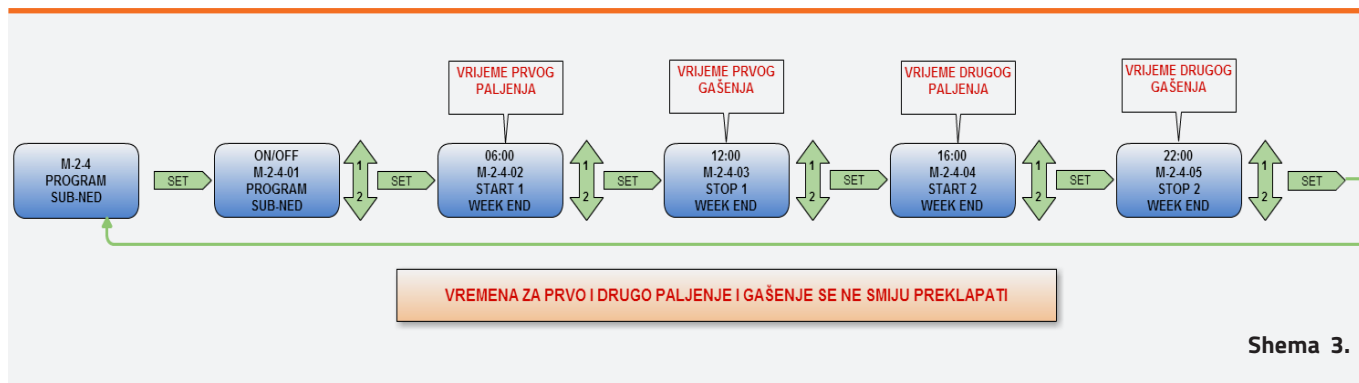 VRIJEME PRVOG
PALJENJA
VRIJEME PRVOG
GAŠENJA
VRIJEME DRUGOG
PALJENJA
VRIJEME DRUGOG
GAŠENJA
M-2-4
PROGRAM
SUB-NED
SET
ON/OFF
M-2-4-01
PROGRAM
SUB-NED
1
2
SET
06:00
M-2-4-02
START 1
WEEK END
1
2
SET
12:00
M-2-4-03
STOP 1
WEEK END
1
2
SET
16:00
M-2-4-04
START 2
WEEK END
1
2
SET
22:00
M-2-4-05
STOP 2
WEEK END
1
2
SET
VREMENA ZA PRVO I DRUGO PALJENJE I GAŠENJE SE NE SMIJU PREKLAPATI
Shema 3.